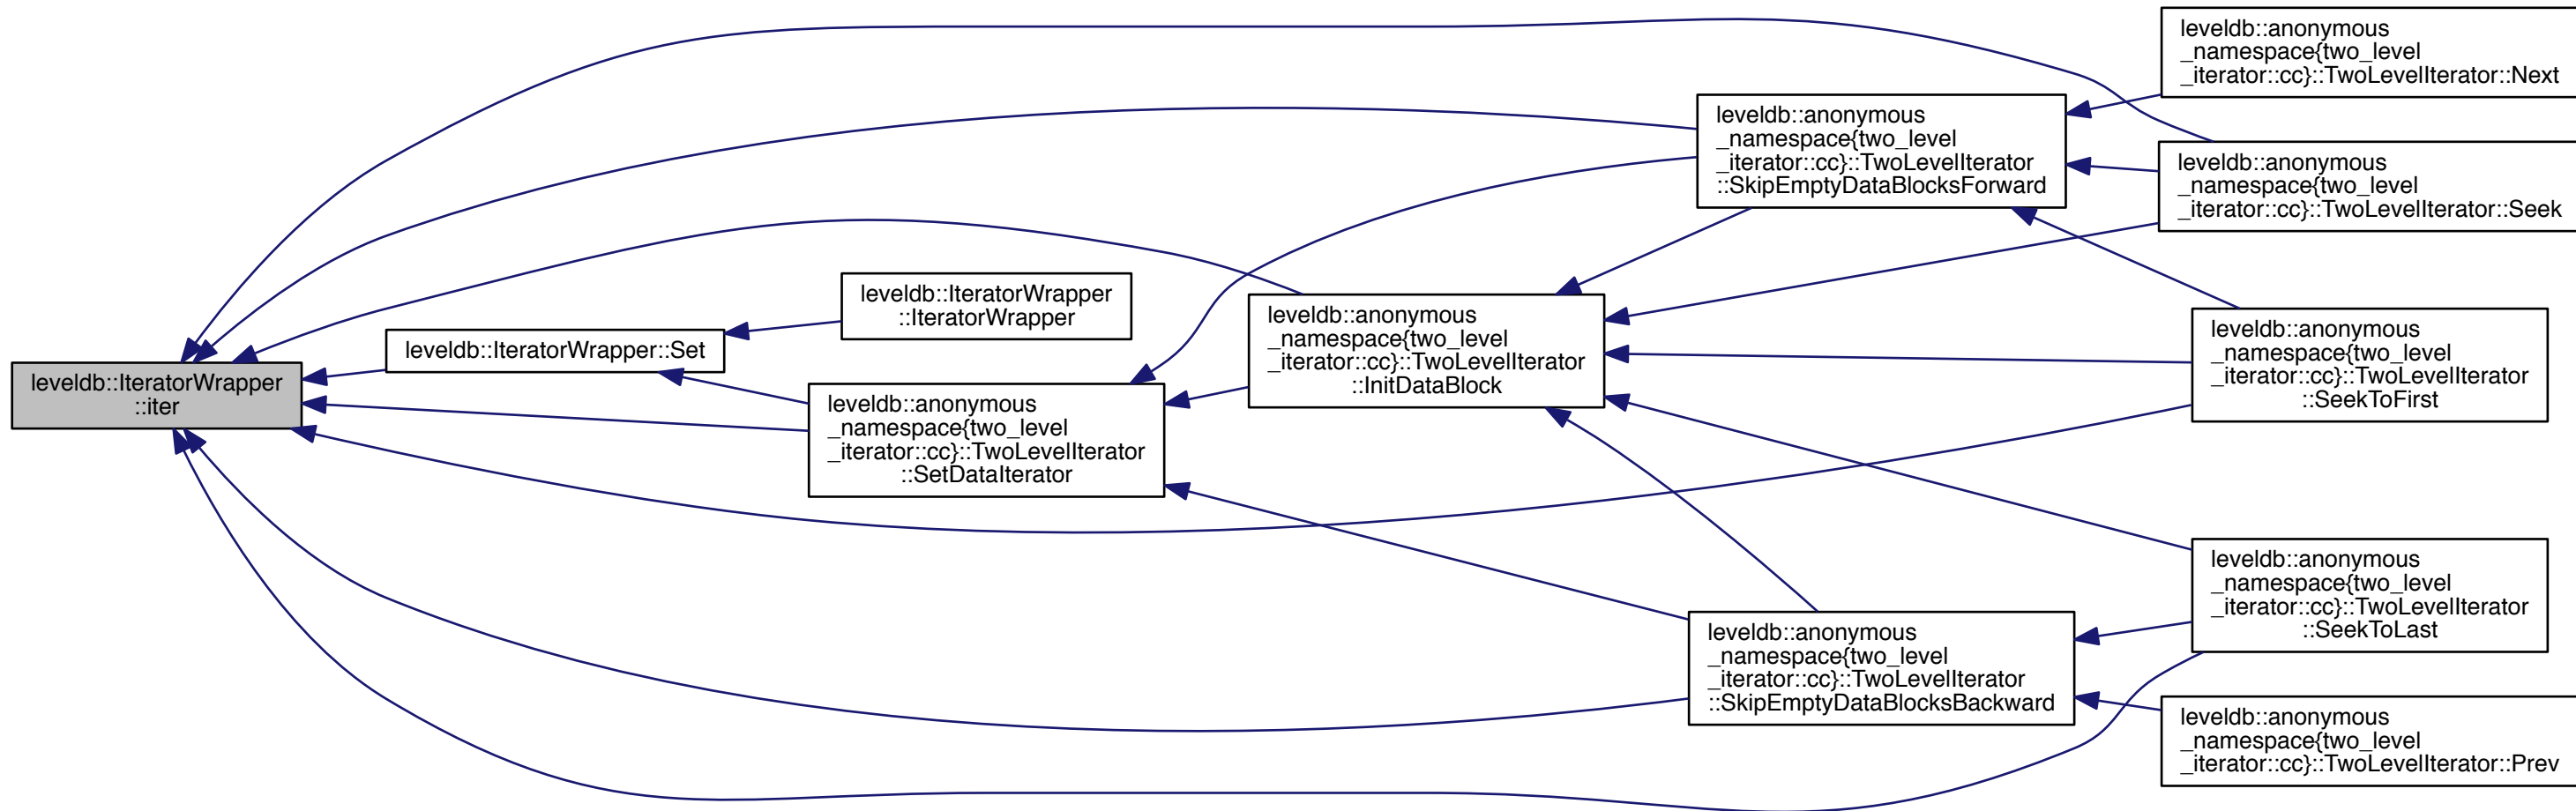 leveldb::IteratorWrapper
::iter
leveldb::IteratorWrapper::Set
leveldb::IteratorWrapper
::IteratorWrapper
leveldb::anonymous
_namespace{two_level
_iterator::cc}::TwoLevelIterator
::SetDataIterator
leveldb::anonymous
_namespace{two_level
_iterator::cc}::TwoLevelIterator
::InitDataBlock
leveldb::anonymous
_namespace{two_level
_iterator::cc}::TwoLevelIterator
::SkipEmptyDataBlocksForward
leveldb::anonymous
_namespace{two_level
_iterator::cc}::TwoLevelIterator
::SkipEmptyDataBlocksBackward
leveldb::anonymous
_namespace{two_level
_iterator::cc}::TwoLevelIterator::Next
leveldb::anonymous
_namespace{two_level
_iterator::cc}::TwoLevelIterator::Seek
leveldb::anonymous
_namespace{two_level
_iterator::cc}::TwoLevelIterator
::SeekToFirst
leveldb::anonymous
_namespace{two_level
_iterator::cc}::TwoLevelIterator
::SeekToLast
leveldb::anonymous
_namespace{two_level
_iterator::cc}::TwoLevelIterator::Prev